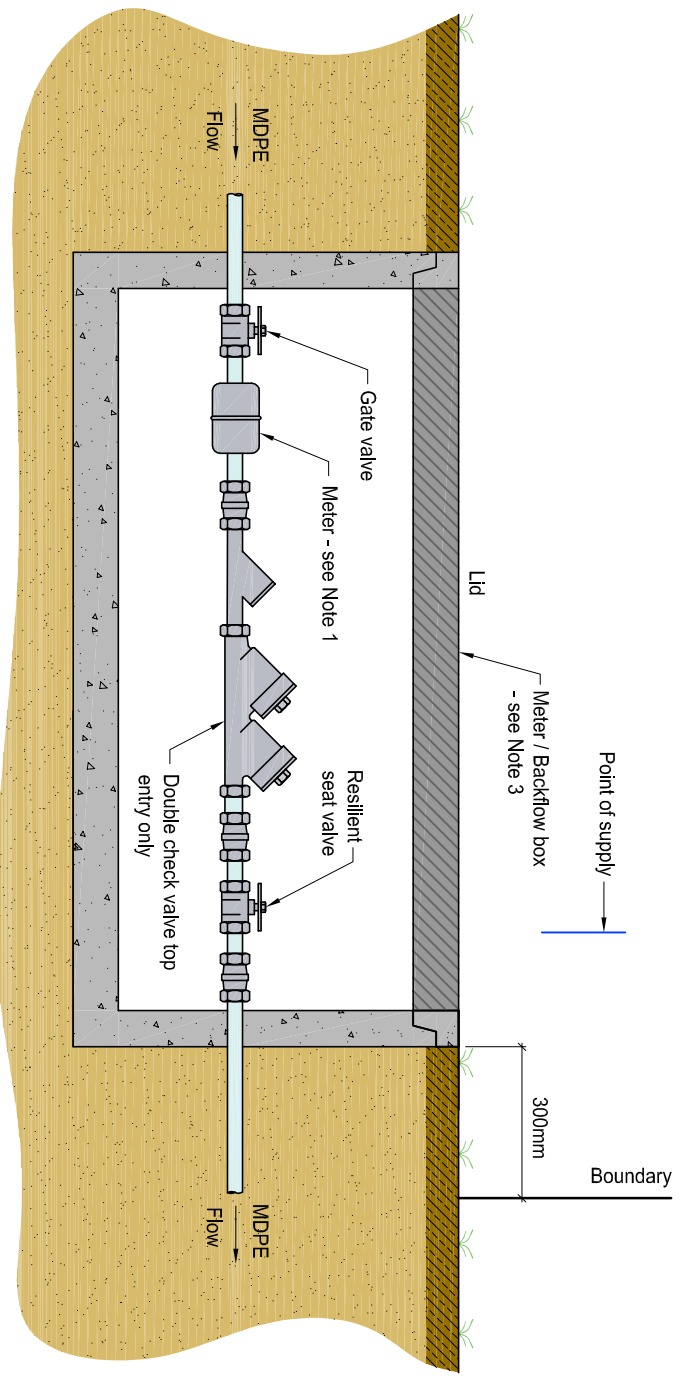 Boundary
Point of supply
Meter / Backflow box
- see Note 3
300mm
Lid
Gate valve
Meter - see Note 1
Resilient
seat valve
MDPE
Flow
Double check valve top
entry only
MDPE
Flow